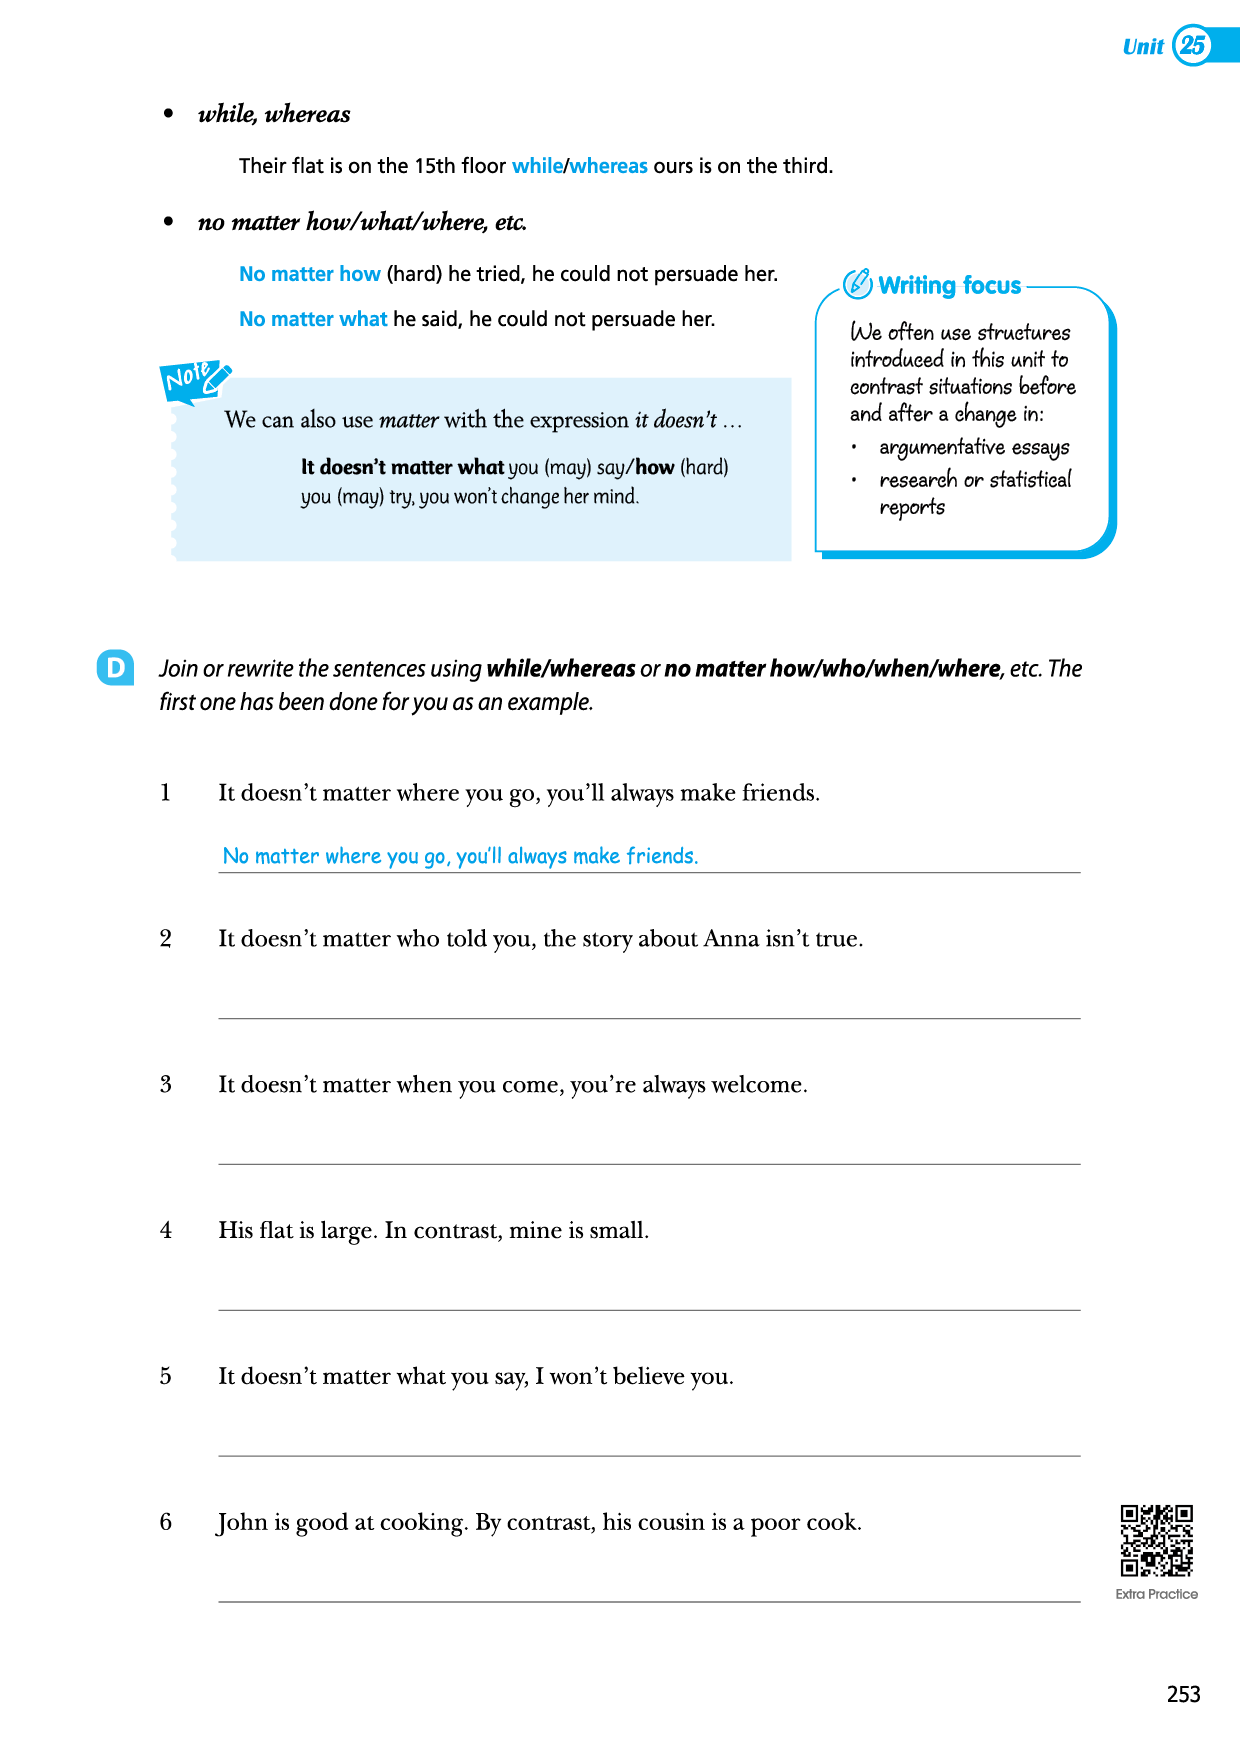 Unit 25
• while, whereas
Their flat is on the 15th floor while/whereas ours is on the third.
• no matter how/what/where, etc.
No matter how (hard) he tried, he could not persuade her.
No matter what he said, he could not persuade her.
Writing focus
We often use structures
introduced in this unit to
contrast situations before
and after a change in:
• argumentative essays
• research or statistical
reports
Note
We can also use matter with the expression it doesn’t …
It doesn’t matter what you (may) say/how (hard)
you (may) try, you won’t change her mind.
D Join or rewrite the sentences using while/whereas or no matter how/who/when/where, etc. The
first one has been done for you as an example.
1 It doesn’t matter where you go, you’ll always make friends.
No matter where you go, you’ll always make friends.
2 It doesn’t matter who told you, the story about Anna isn’t true.
3 It doesn’t matter when you come, you’re always welcome.
4 His flat is large. In contrast, mine is small.
5 It doesn’t matter what you say, I won’t believe you.
6 John is good at cooking. By contrast, his cousin is a poor cook.
Extra Practice
253